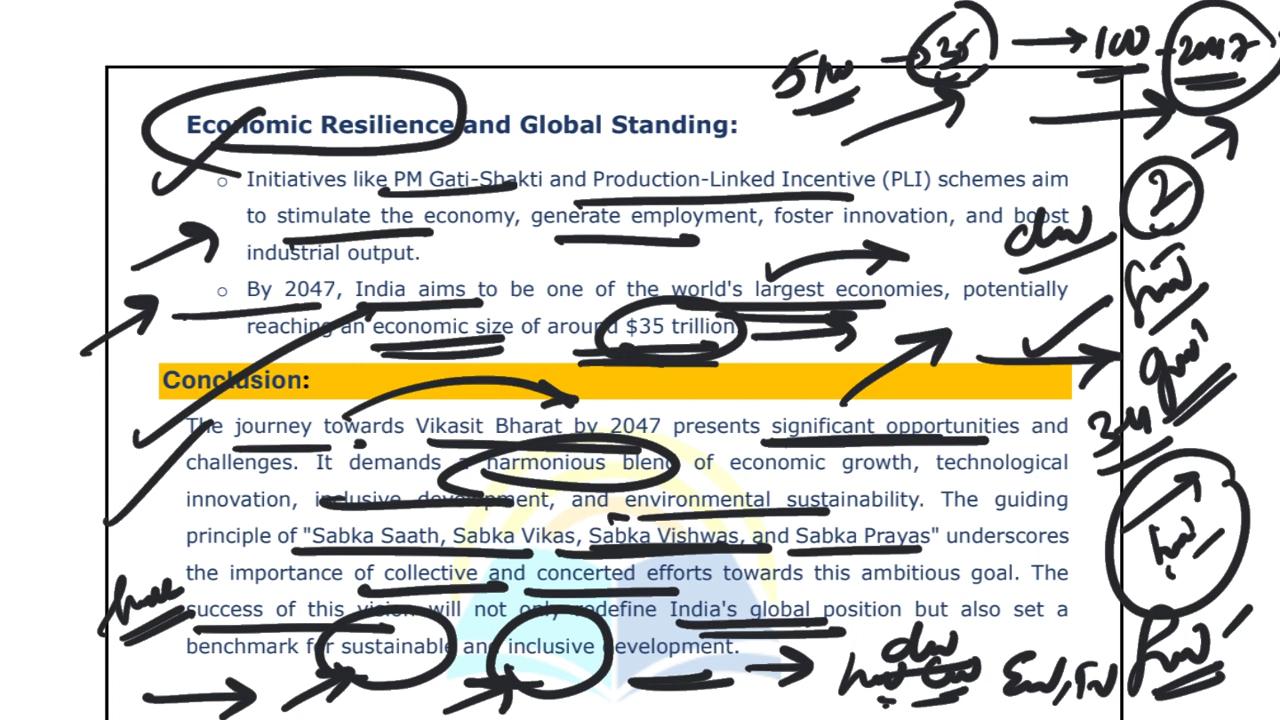 35 100 - 2047
Economic Resilience and Global Standing:
2
o Initiatives like PM Gati-Shakti and Production-Linked Incentive (PLI) schemes aim
to stimulate the economy, generate employment, foster innovation, and boost
industrial output.
o By 2047, India aims to be one of the world's largest economies, potentially
reaching an economic size of around $35 trillion.
Conclusion:
The journey towards Vikasit Bharat by 2047 presents significant opportunities and
challenges. It demands a harmonious blend of economic growth, technological
innovation, inclusive development, and environmental sustainability. The guiding
principle of "Sabka Saath, Sabka Vikas, Sabka Vishwas, and Sabka Prayas" underscores
the importance of collective and concerted efforts towards this ambitious goal. The
success of this vision will not only redefine India's global position but also set a
benchmark for sustainable and inclusive development.